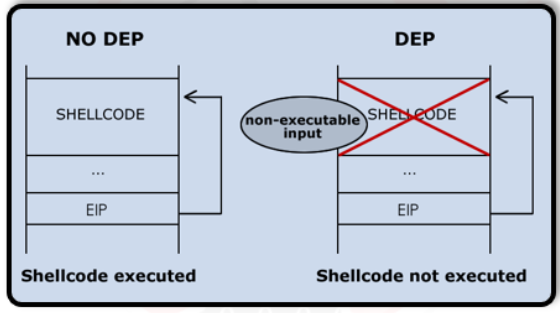 NO DEP
SHELLCODE
...
EIP
Shellcode executed
DEP
non-executable
input
SHELLCODE
...
EIP
Shellcode not executed